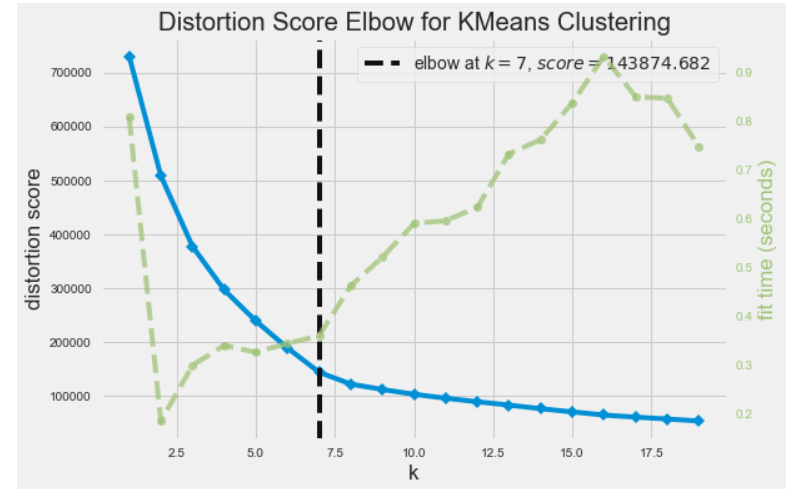 Distortion Score Elbow for KMeans Clustering
elbow at k = 7, score = 143874.682
distortion score
700000
600000
500000
400000
300000
200000
100000
0.9
0.8
0.7
0.6
0.5
0.4
0.3
0.2
fit time (seconds)
2.5 5.0 7.5 10.0 12.5 15.0 17.5
k